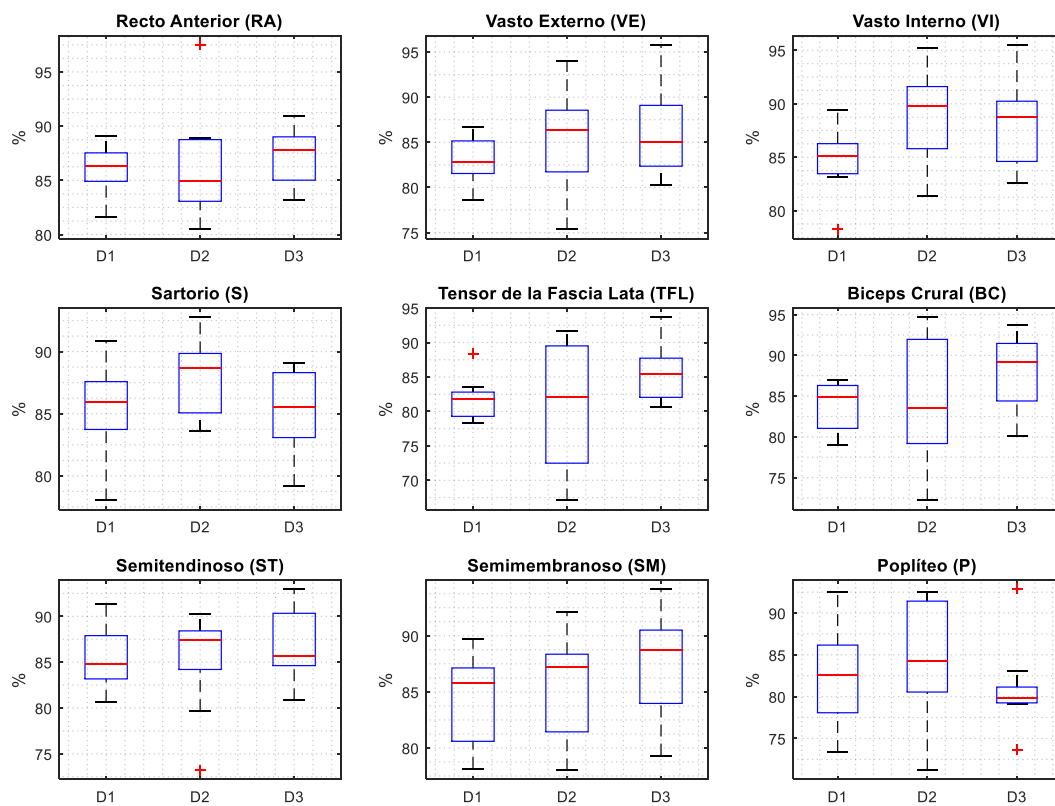 Recto Anterior (RA)
%
95
90
85
80
D1 D2 D3
Vasto Externo (VE)
%
95
90
85
80
75
D1 D2 D3
Vasto Interno (VI)
%
95
90
85
80
D1 D2 D3
Sartorio (S)
%
90
85
80
D1 D2 D3
Tensor de la Fascia Lata (TFL)
%
95
90
85
80
75
70
D1 D2 D3
Biceps Crural (BC)
%
95
90
85
80
75
D1 D2 D3
Semitendinoso (ST)
%
90
85
80
75
D1 D2 D3
Semimembranoso (SM)
%
90
85
80
D1 D2 D3
Poplíteo (P)
%
90
85
80
75
D1 D2 D3